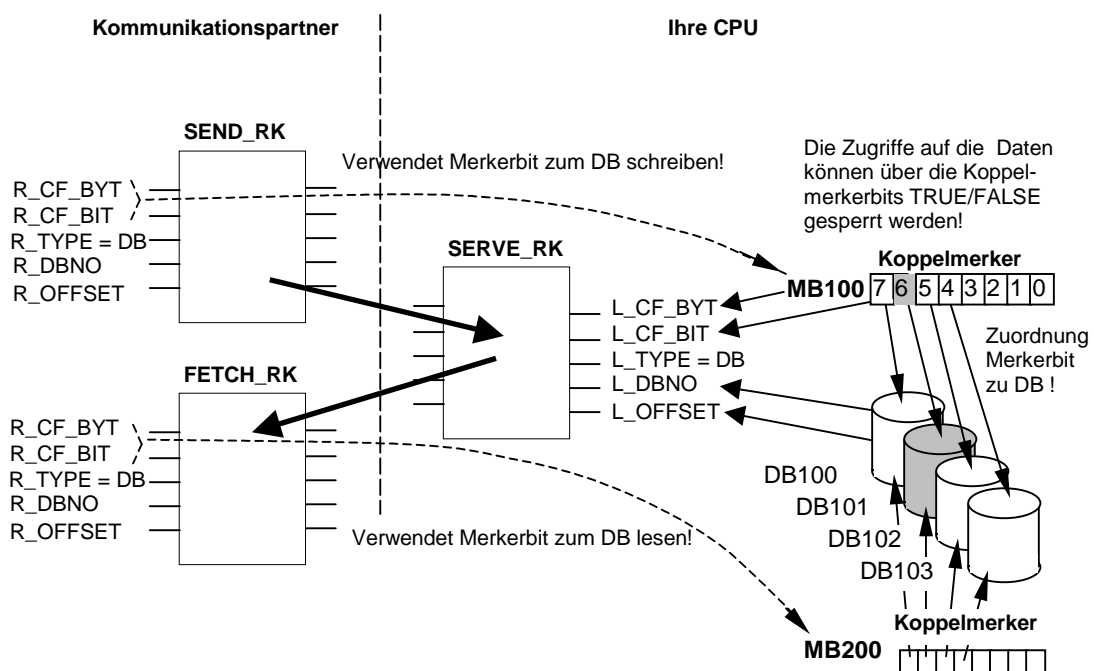 Kommunikationspartner
Ihre CPU
SEND_RK
Verwendet Merkerbit zum DB schreiben!
Die Zugriffe auf die Daten
können über die Koppel-
merkerbits TRUE/FALSE
gesperrt werden!
R_CF_BYT
R_CF_BIT
R_TYPE = DB
R_DBNO
R_OFFSET
SERVE_RK
Koppelmerker
MB100 7 6 5 4 3 2 1 0
L_CF_BYT
L_CF_BIT
L_TYPE = DB
L_DBNO
L_OFFSET
Zuordnung
Merkerbit
zu DB !
FETCH_RK
R_CF_BYT
R_CF_BIT
R_TYPE = DB
R_DBNO
R_OFFSET
DB100
DB101
DB102
DB103
Verwendet Merkerbit zum DB lesen!
Koppelmerker
MB200